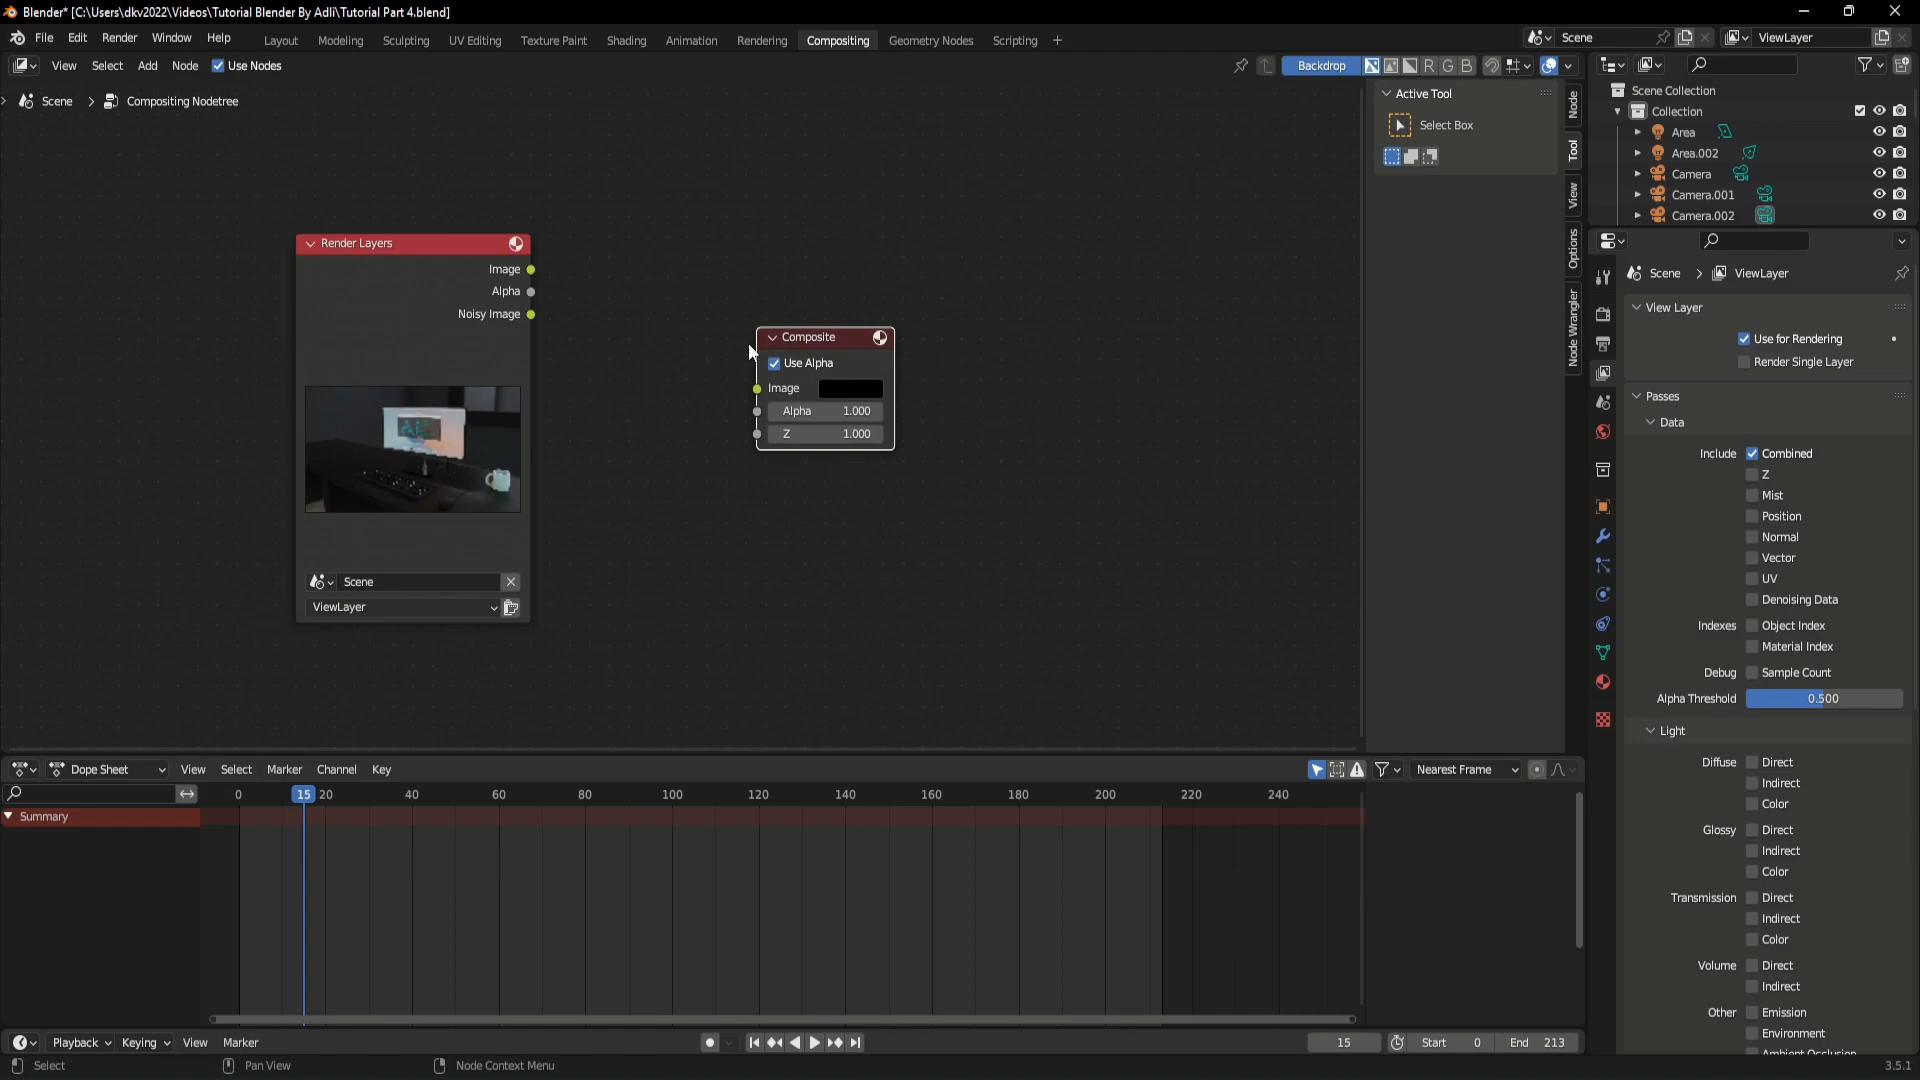 Blender* [C:\Users\dkv2022\Videos\Tutorial Blender By Adli\Tutorial Part 4.blend]
File Edit Render Window Help Layout Modeling Sculpting UV Editing Texture Paint Shading Animation Rendering Compositing Geometry Nodes Scripting + Scene ViewLayer
View Select Add Node Use Nodes Backdrop R G B
Scene > Compositing Nodetree
Active Tool
Select Box
Node
Tool
View
Options
Node Wrangler
Render Layers
Image
Alpha
Noisy Image
Scene
ViewLayer
Composite
Use Alpha
Image
Alpha 1.000
Z 1.000
Scene Collection
Collection
Area
Area.002
Camera
Camera.001
Camera.002
Scene > ViewLayer
View Layer
Use for Rendering
Render Single Layer
Passes
Data
Include Combined
Z
Mist
Position
Normal
Vector
UV
Denoising Data
Indexes Object Index
Material Index
Debug Sample Count
Alpha Threshold 0.500
Light
Diffuse Direct
Indirect
Color
Glossy Direct
Indirect
Color
Transmission Direct
Indirect
Color
Volume Direct
Indirect
Other Emission
Environment
Ambient Occlusion
Dope Sheet View Select Marker Channel Key Nearest Frame
0 15 20 40 60 80 100 120 140 160 180 200 220 240
Summary
Playback Keying View Marker 15 Start 0 End 213
Select Pan View Node Context Menu 3.5.1